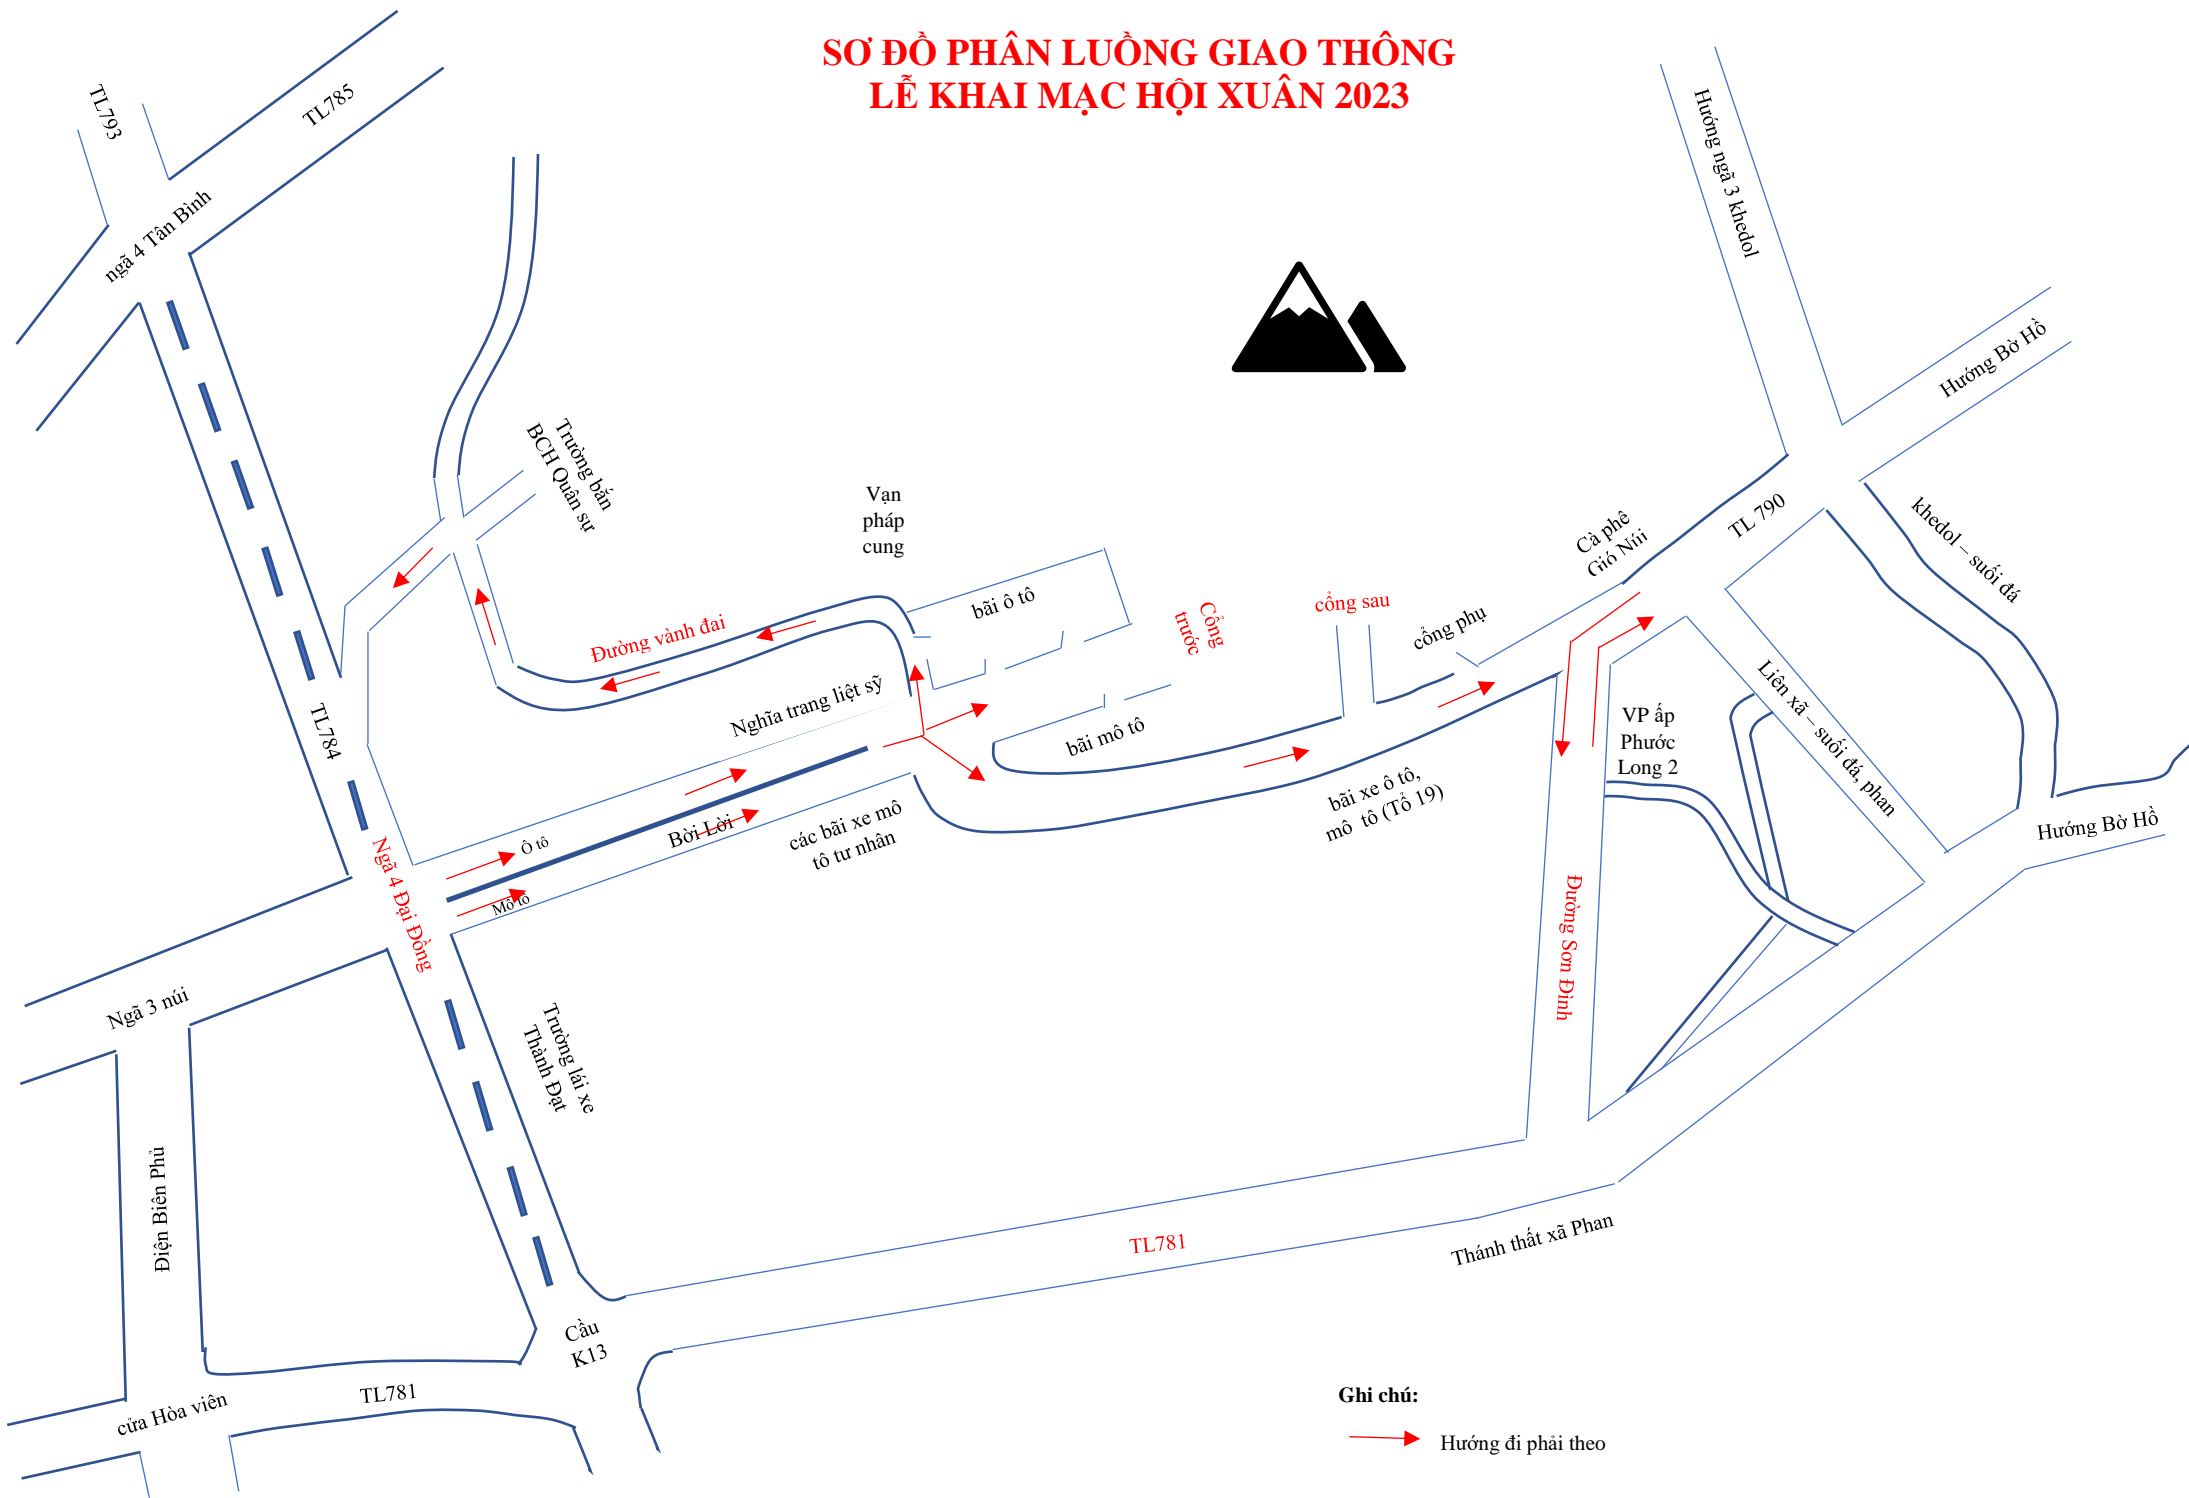 SƠ ĐỒ PHÂN LUỒNG GIAO THÔNG
LỄ KHAI MẠC HỘI XUÂN 2023
TL793
TL785
ngã 4 Tân Bình
Hướng ngã 3 khedol
Hướng Bờ Hồ
Trường bắn
BCH Quân sự
Vạn
pháp
cung
TL 790
khedol – suối đá
Cà phê
Gió Núi
bãi ô tô
Cổng
trước
cổng sau
cổng phụ
Đường vành đai
Nghĩa trang liệt sỹ
bãi mô tô
TL784
Liên xã – suối đá, phan
VP ấp
Phước
Long 2
bãi xe ô tô,
mô tô (Tổ 19)
Ngã 4 Đại Đồng
Ô tô
Mô tô
Bời Lời
các bãi xe mô
tô tư nhân
Hướng Bờ Hồ
Đường Sơn Đình
Ngã 3 núi
Trường lái xe
Thành Đạt
Điện Biên Phủ
TL781
Thánh thất xã Phan
Cầu
K13
TL781
cửa Hòa viên
Ghi chú:
Hướng đi phải theo